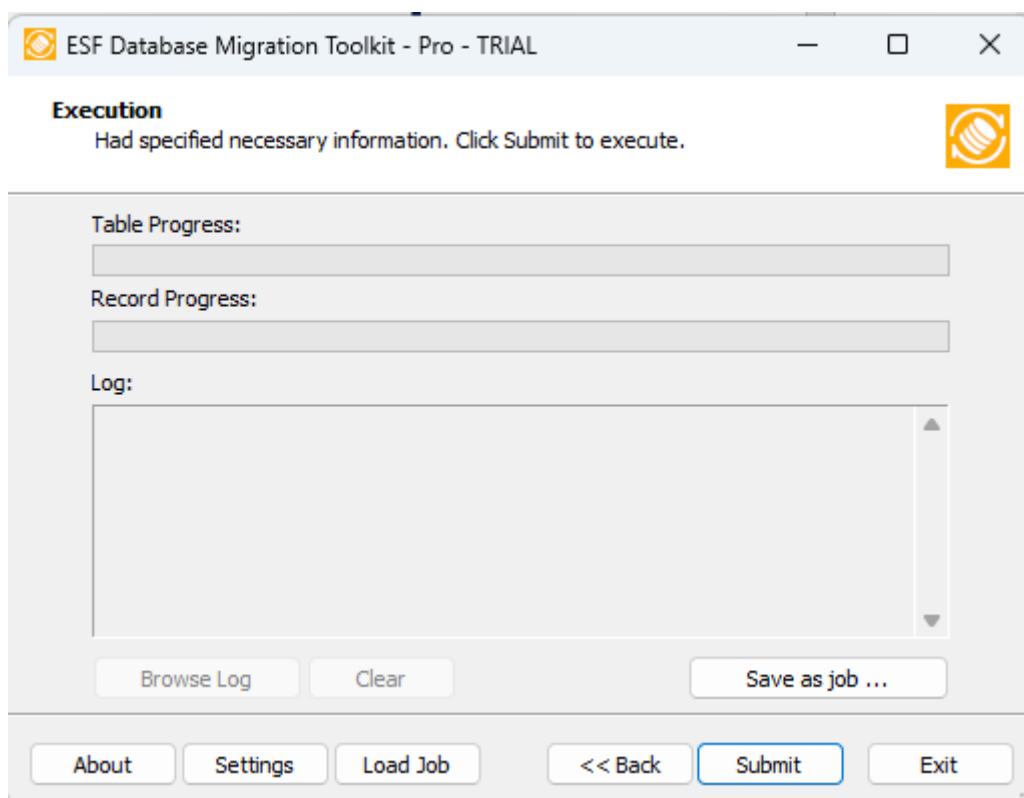 ESF Database Migration Toolkit - Pro - TRIAL
Execution
Had specified necessary information. Click Submit to execute.
Table Progress:
Record Progress:
Log:
Browse Log Clear Save as job ...
About Settings Load Job << Back Submit Exit